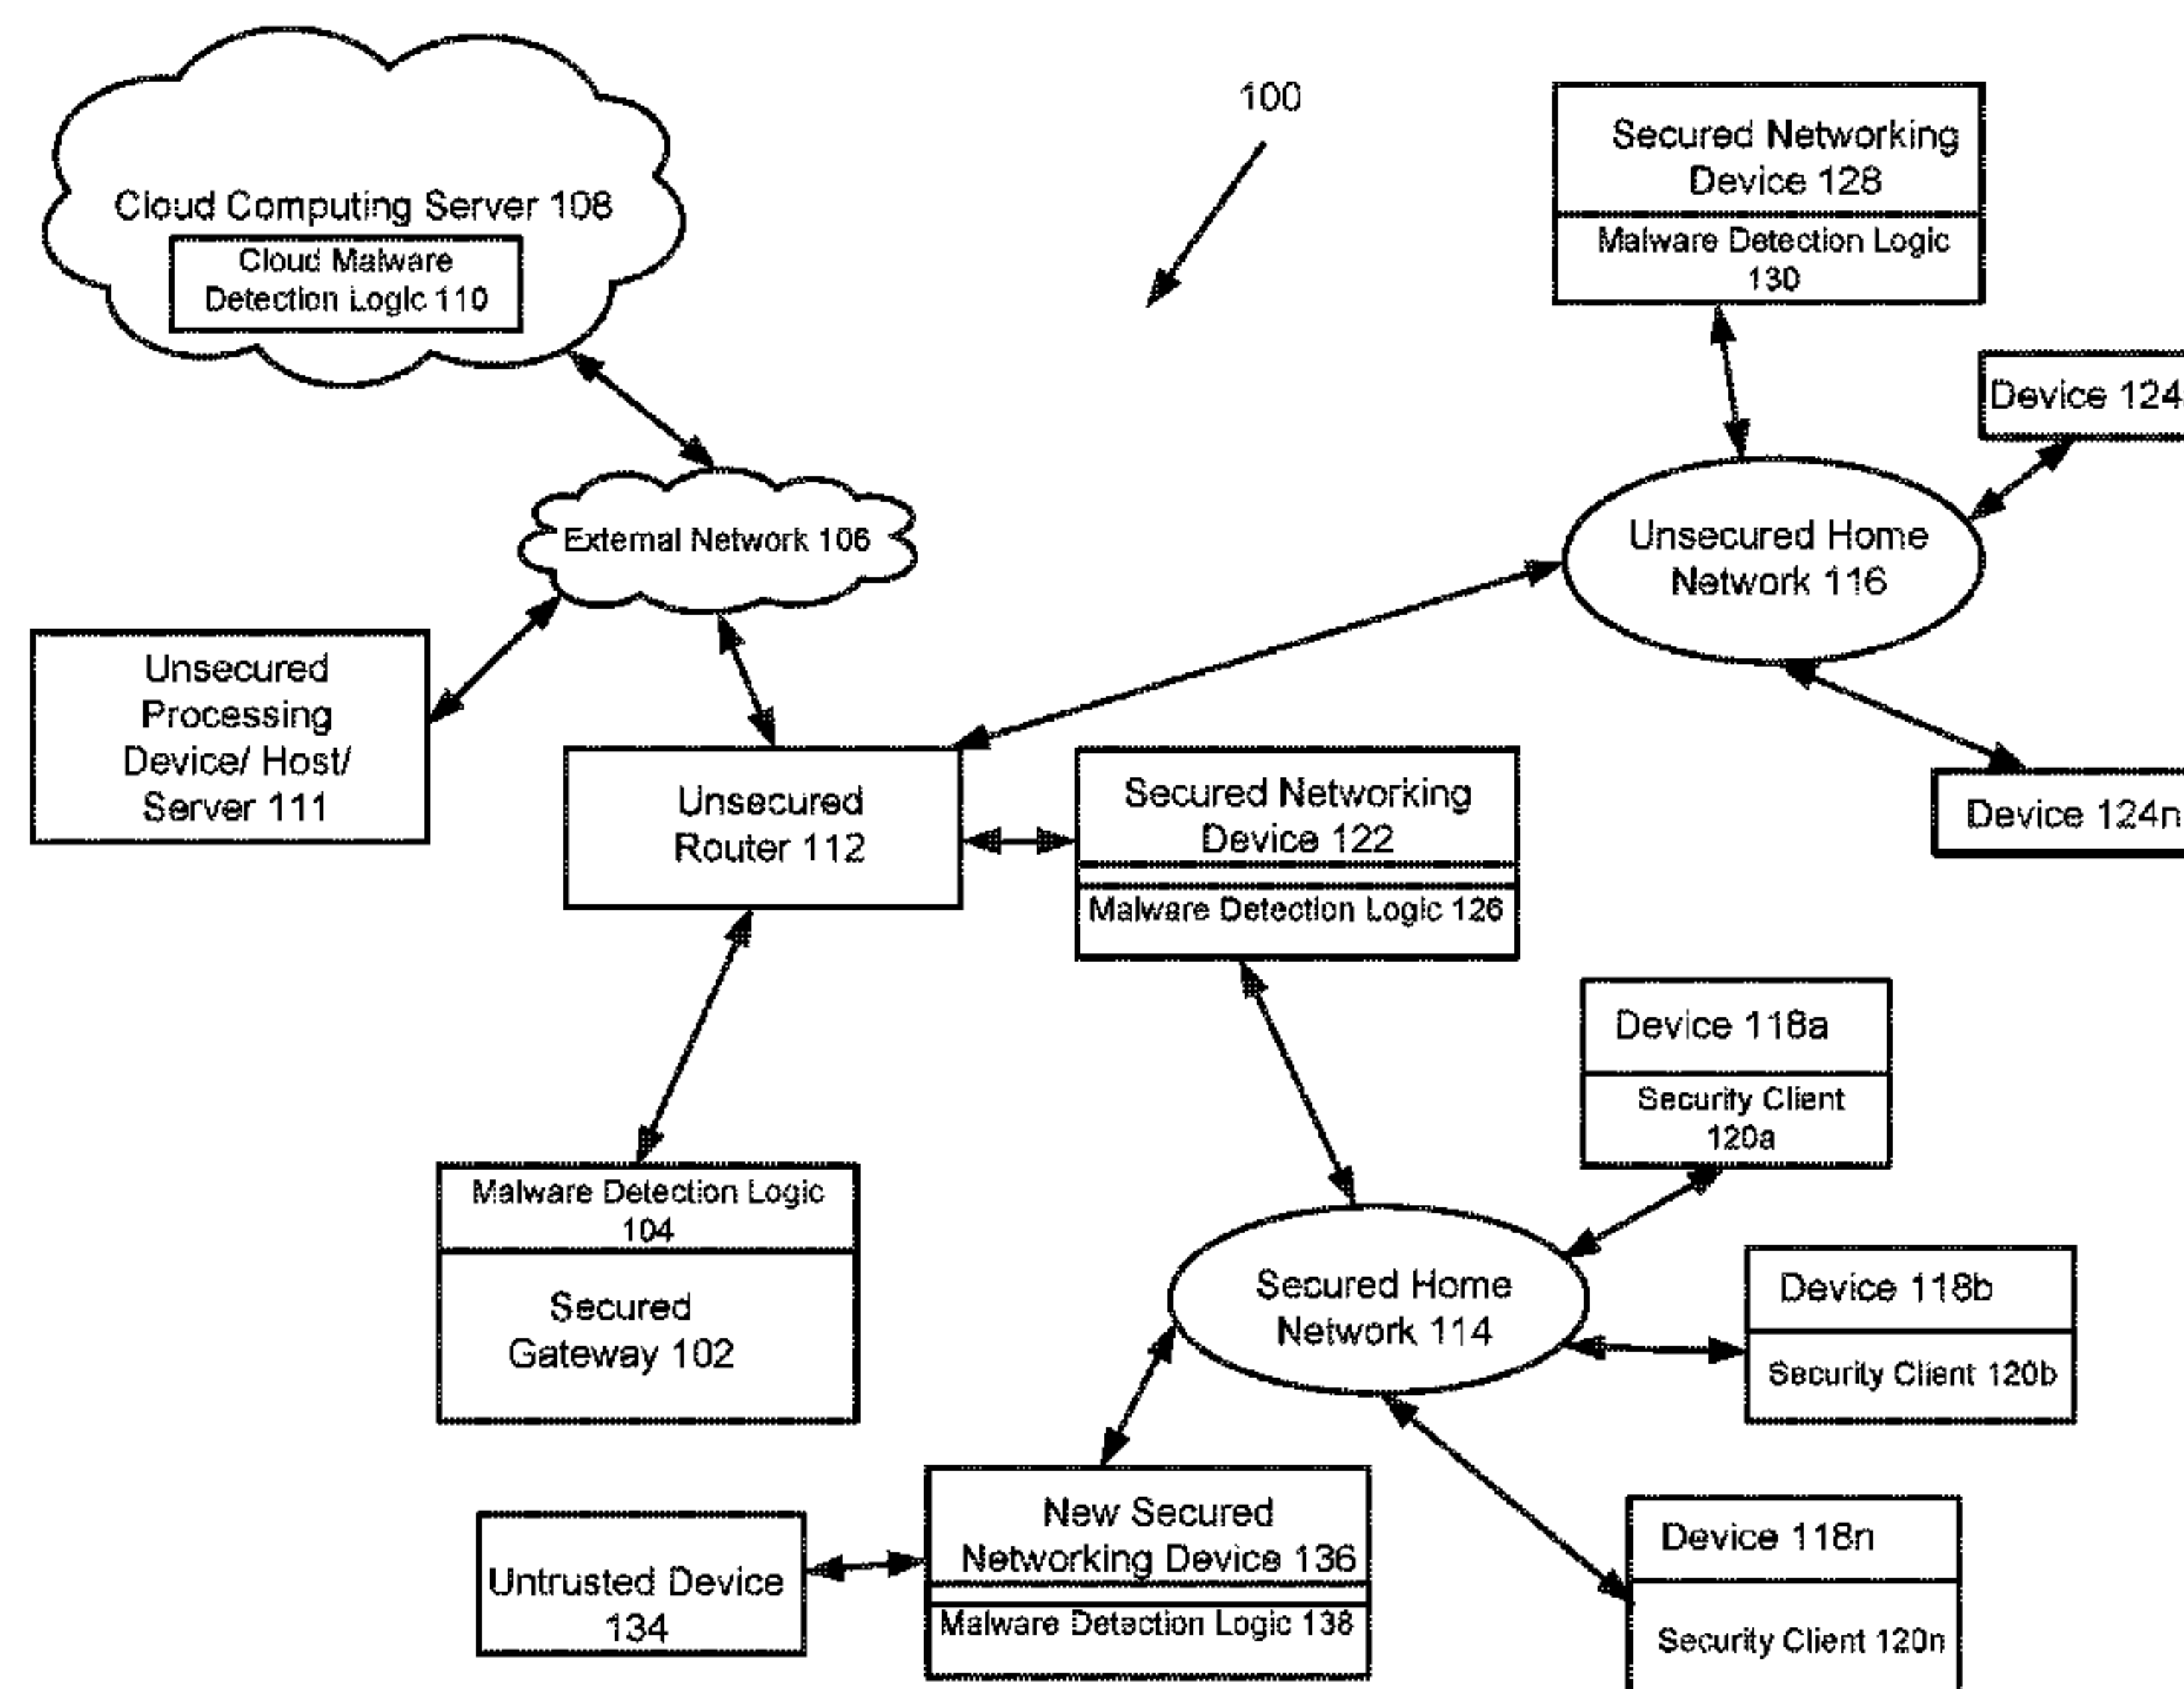 100
Cloud Computing Server 108
Cloud Malware
Detection Logic 110
Secured Networking
Device 128
Malware Detection Logic
130
Device 124
External Network 106
Unsecured Home
Network 116
Unsecured
Processing
Device/ Host/
Server 111
Unsecured
Router 112
Secured Networking
Device 122
Malware Detection Logic 126
Device 124n
Device 118a
Security Client
120a
Malware Detection Logic
104
Secured
Gateway 102
Secured Home
Network 114
Device 118b
Security Client 120b
New Secured
Networking Device 136
Malware Detection Logic 138
Untrusted Device
134
Device 118n
Security Client 120n